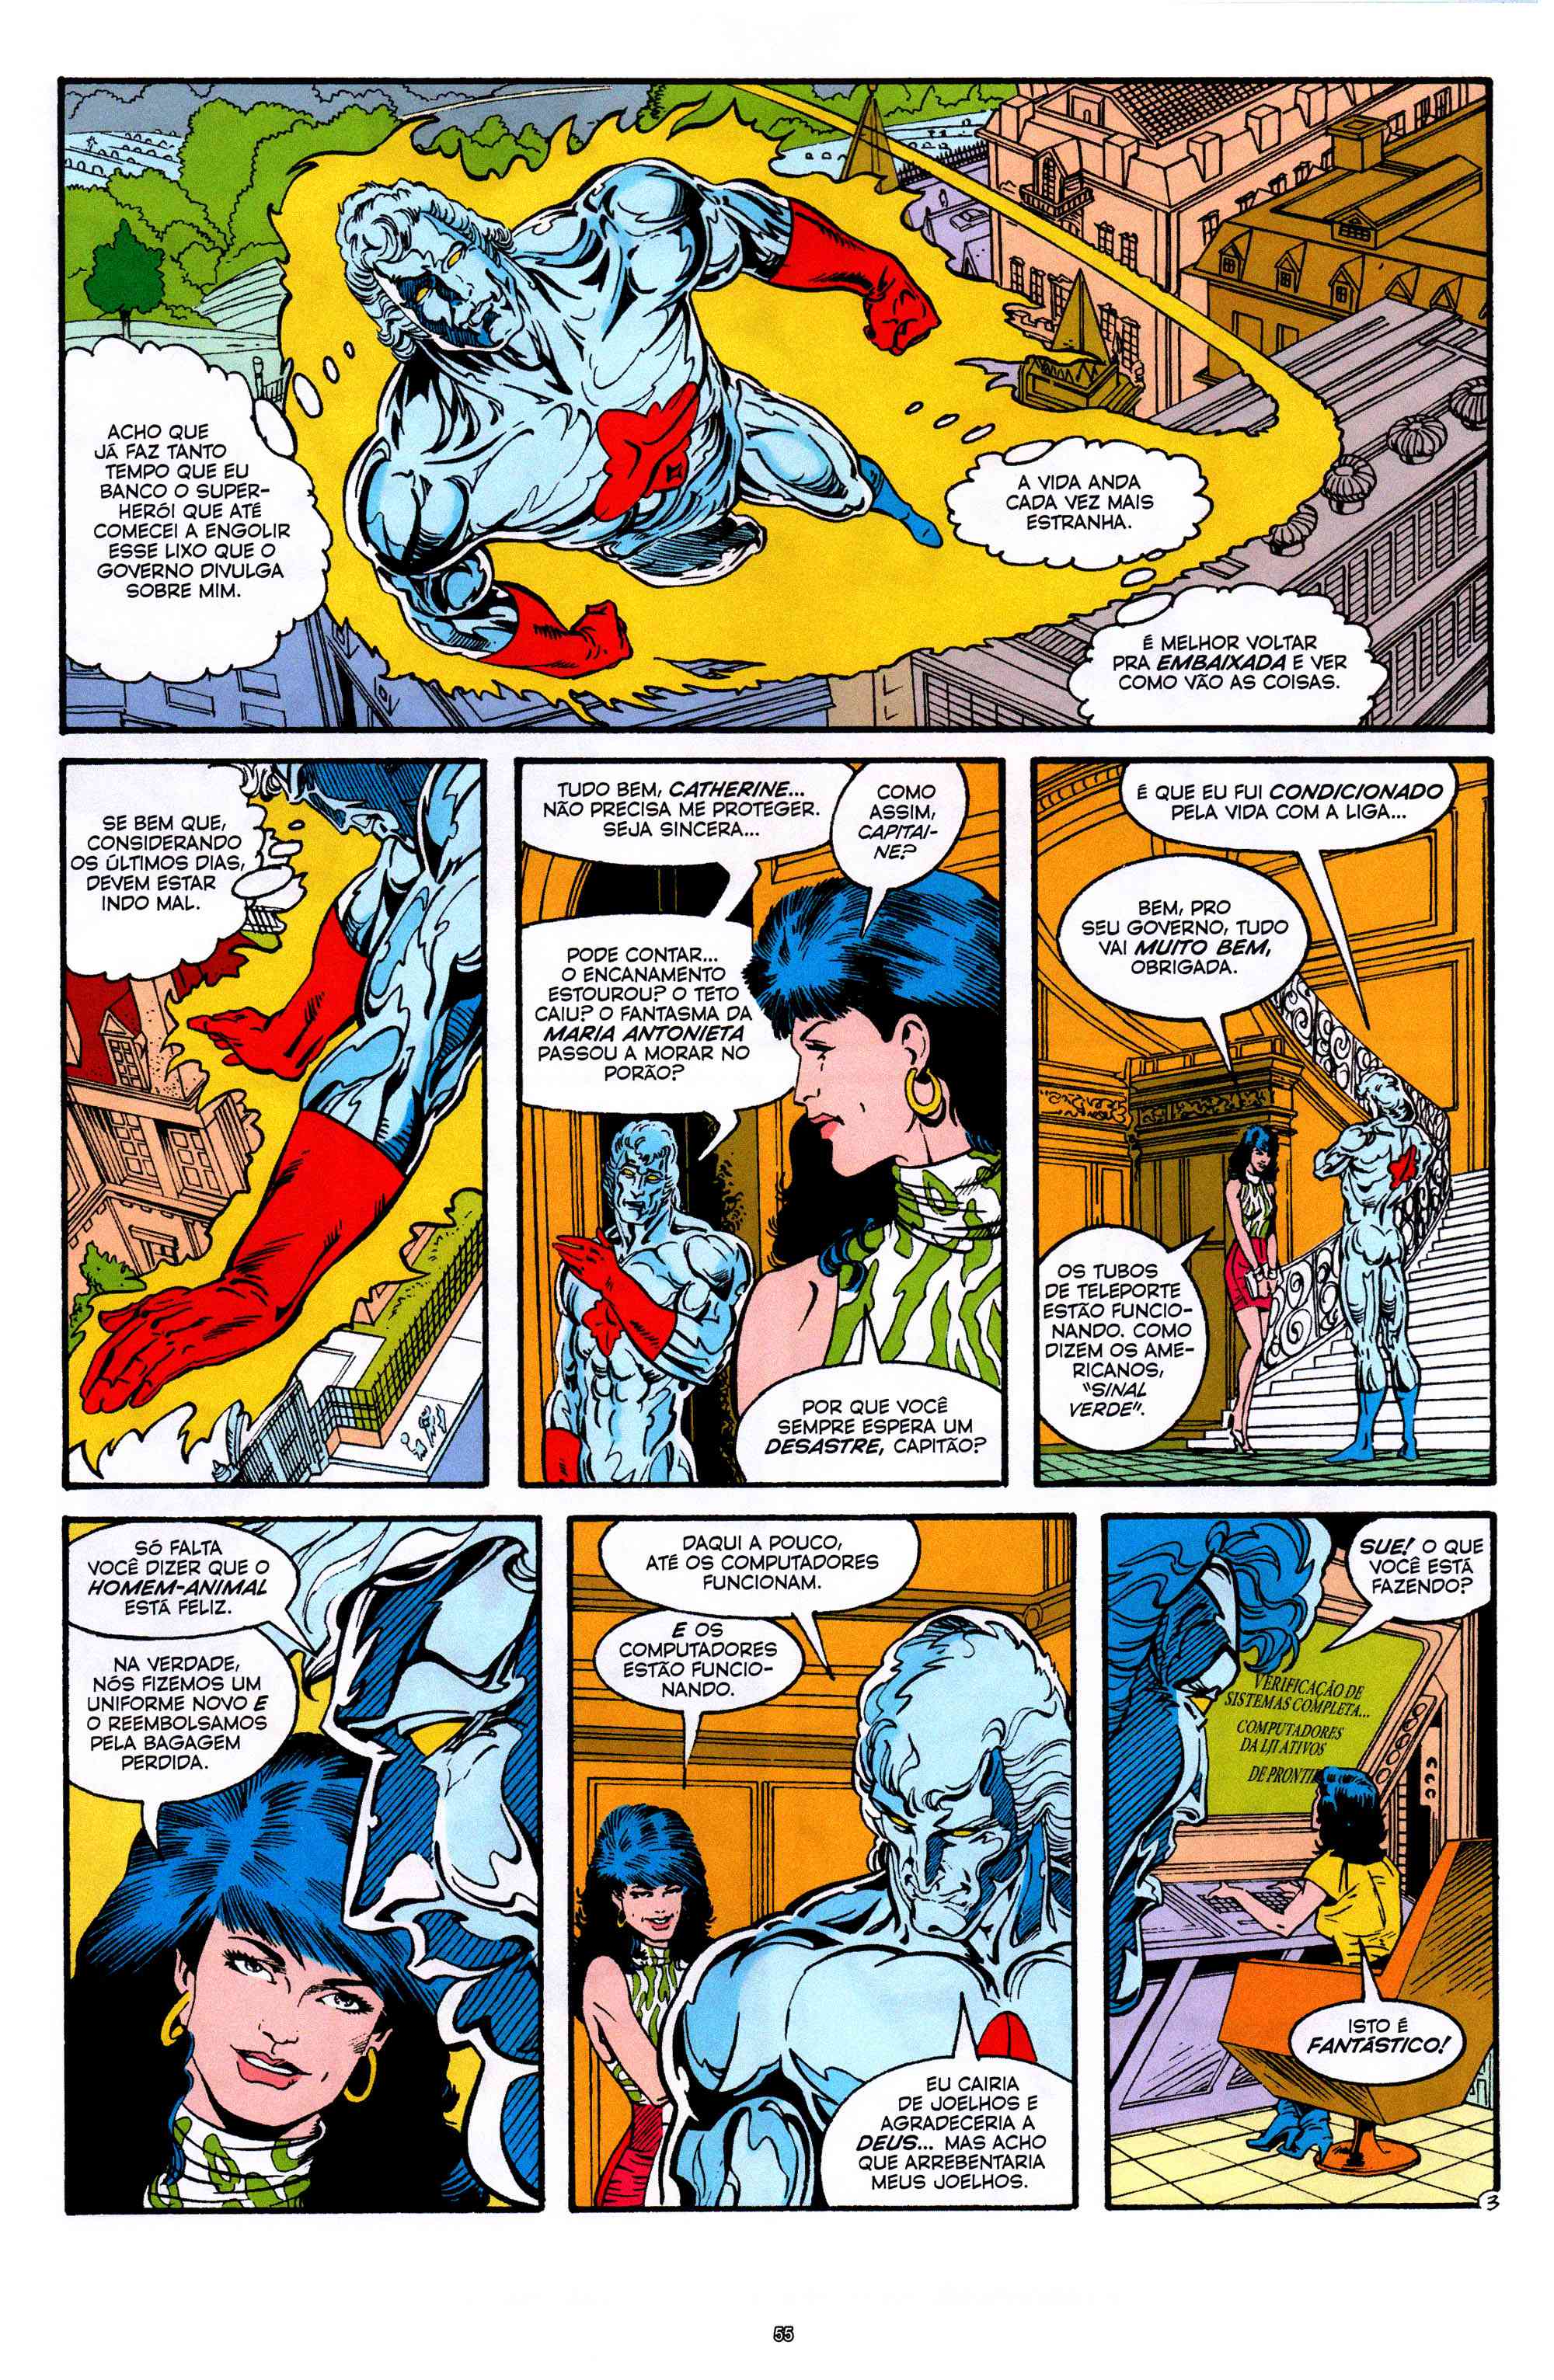 ACHO QUE
JÁ FAZ TANTO
TEMPO QUE EU
BANCO O SUPER-
HERÓI QUE ATÉ
COMECEI A ENGOLIR
ESSE LIXO QUE O
GOVERNO DIVULGA
SOBRE MIM.
A VIDA ANDA
CADA VEZ MAIS
ESTRANHA.
É MELHOR VOLTAR
PRA EMBAIXADA E VER
COMO VÃO AS COISAS.
SE BEM QUE,
CONSIDERANDO
OS ÚLTIMOS DIAS,
DEVEM ESTAR
INDO MAL.
TUDO BEM, CATHERINE...
NÃO PRECISA ME PROTEGER.
SEJA SINCERA...
COMO
ASSIM,
CAPITAI-
NE?
PODE CONTAR...
O ENCANAMENTO
ESTOUROU? O TETO
CAIU? O FANTASMA DA
MARIA ANTONIETA
PASSOU A MORAR NO
PORÃO?
POR QUE VOCÊ
SEMPRE ESPERA UM
DESASTRE, CAPITÃO?
É QUE EU FUI CONDICIONADO
PELA VIDA COM A LIGA...
BEM, PRO
SEU GOVERNO, TUDO
VAI MUITO BEM,
OBRIGADA.
OS TUBOS
DE TELEPORTE
ESTÃO FUNCIO-
NANDO. COMO
DIZEM OS AME-
RICANOS,
"SINAL
VERDE".
SÓ FALTA
VOCÊ DIZER QUE O
HOMEM-ANIMAL
ESTÁ FELIZ.
NA VERDADE,
NÓS FIZEMOS UM
UNIFORME NOVO E
O REEMBOLSAMOS
PELA BAGAGEM
PERDIDA.
DAQUI A POUCO,
ATÉ OS COMPUTADORES
FUNCIONAM.
E OS
COMPUTADORES
ESTÃO FUNCIO-
NANDO.
EU CAIRIA
DE JOELHOS E
AGRADECERIA A
DEUS... MAS ACHO
QUE ARREBENTARIA
MEUS JOELHOS.
SUE! O QUE
VOCÊ ESTÁ
FAZENDO?
VERIFICAÇÃO DE
SISTEMAS COMPLETA...
COMPUTADORES
DA LJI ATIVOS
DE PRONTI
ISTO É
FANTÁSTICO!
3
55